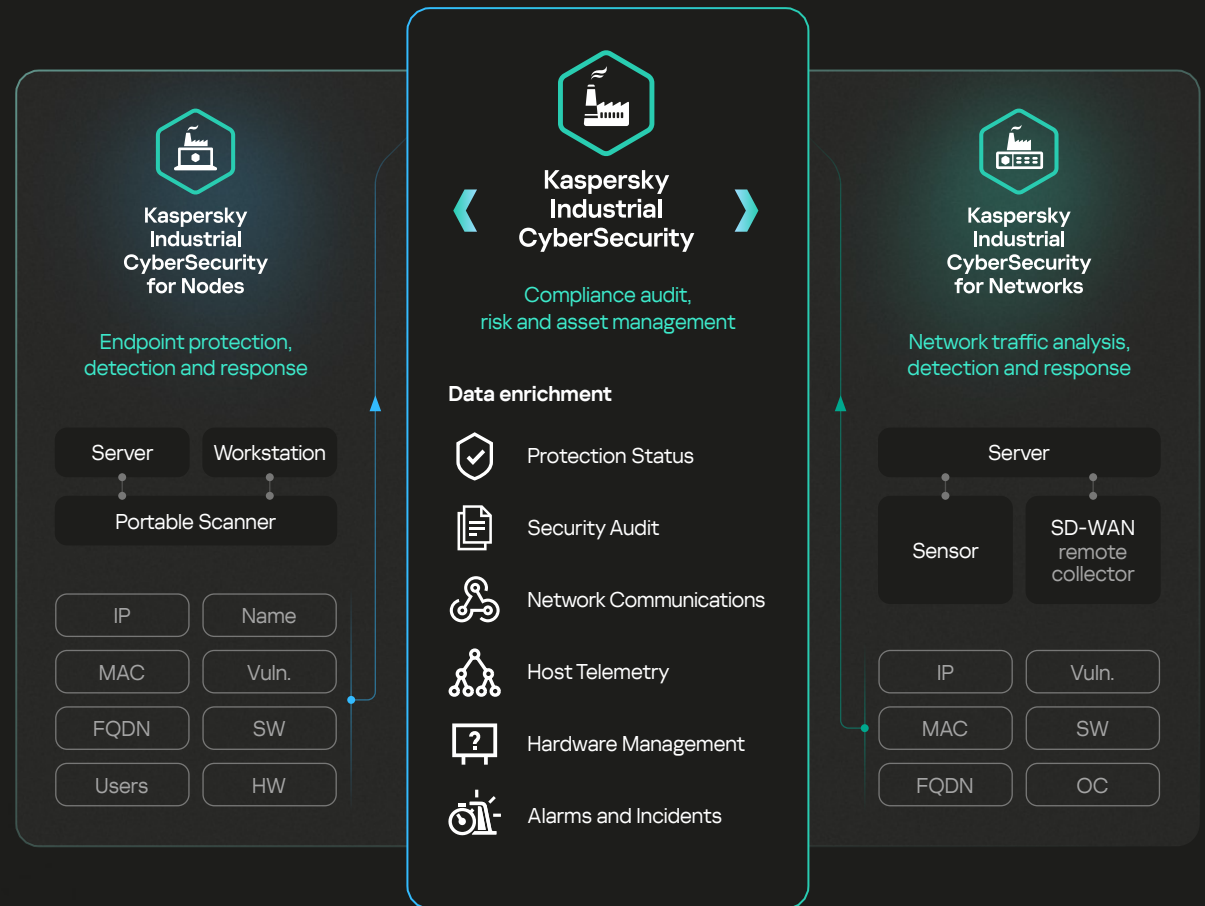 Kaspersky
Industrial
CyberSecurity
for Nodes
Endpoint protection,
detection and response
Server
Workstation
Portable Scanner
IP
Name
MAC
Vuln.
FQDN
SW
Users
HW
Kaspersky
Industrial
CyberSecurity
Compliance audit,
risk and asset management
Data enrichment
Protection Status
Security Audit
Network Communications
Host Telemetry
?
Hardware Management
Alarms and Incidents
Kaspersky
Industrial
CyberSecurity
for Networks
Network traffic analysis,
detection and response
Server
Sensor
SD-WAN
remote
collector
IP
Vuln.
MAC
SW
FQDN
OC